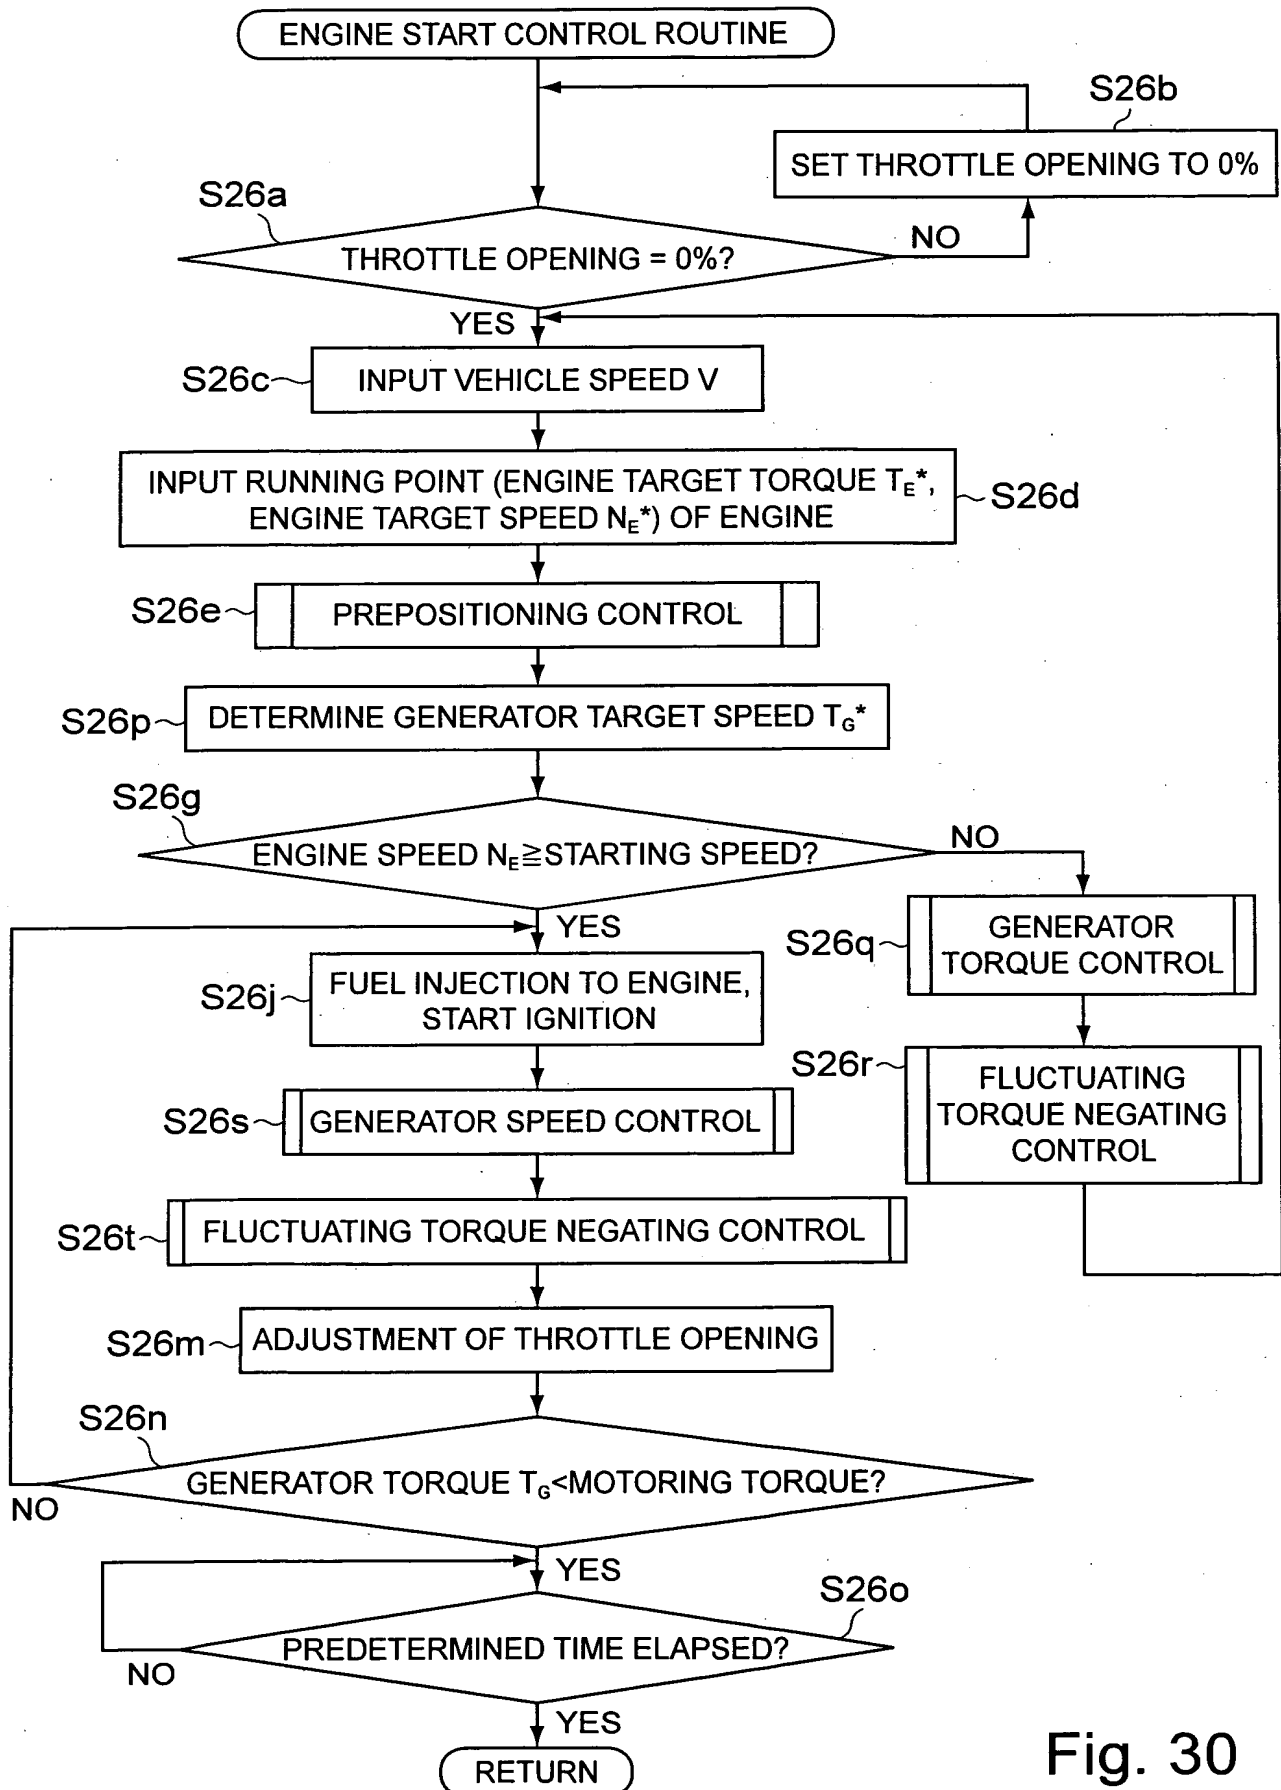 ENGINE START CONTROL ROUTINE
S26b
SET THROTTLE OPENING TO 0%
S26a
THROTTLE OPENING = 0%?
NO
YES
S26c
INPUT VEHICLE SPEED V
INPUT RUNNING POINT (ENGINE TARGET TORQUE TE*,
ENGINE TARGET SPEED NE*) OF ENGINE
S26d
S26e
PREPOSITIONING CONTROL
S26p
DETERMINE GENERATOR TARGET SPEED TG*
S26g
ENGINE SPEED NE≧STARTING SPEED?
NO
YES
S26q
GENERATOR
TORQUE CONTROL
S26j
FUEL INJECTION TO ENGINE,
START IGNITION
S26r
FLUCTUATING
TORQUE NEGATING
CONTROL
S26s
GENERATOR SPEED CONTROL
S26t
FLUCTUATING TORQUE NEGATING CONTROL
S26m
ADJUSTMENT OF THROTTLE OPENING
S26n
GENERATOR TORQUE TG<MOTORING TORQUE?
NO
YES
S26o
PREDETERMINED TIME ELAPSED?
NO
YES
RETURN
Fig. 30